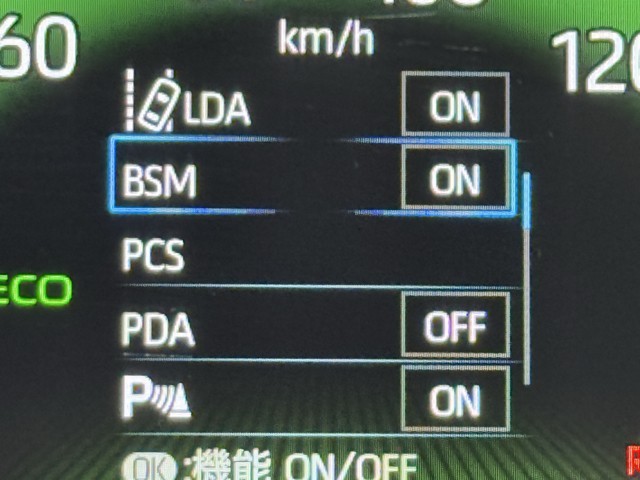 60
km/h
120
LDA ON
BSM ON
PCS
ECO
PDA OFF
P ON
OK :機能 ON/OFF